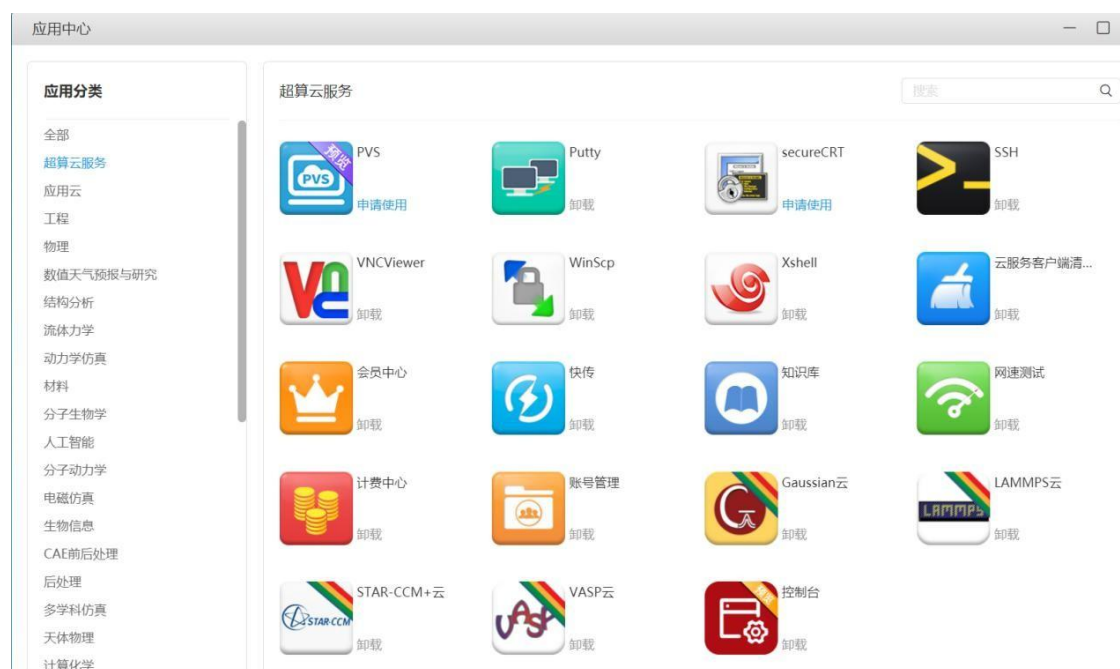 应用中心
应用分类
全部
超算云服务
应用云
工程
物理
数值天气预报与研究
结构分析
流体力学
动力学仿真
材料
分子生物学
人工智能
分子动力学
电磁仿真
生物信息
CAE前后处理
后处理
多学科仿真
天体物理
计算化学
超算云服务
搜索
预览
PVS
PVS
申请使用
Putty
卸载
secureCRT
申请使用
SSH
卸载
VNCViewer
卸载
WinScp
卸载
Xshell
卸载
云服务客户端清...
卸载
会员中心
卸载
快传
卸载
知识库
卸载
网速测试
卸载
计费中心
卸载
账号管理
卸载
Gaussian云
卸载
LAMMPS
LAMMPS云
卸载
STAR-CCM
STAR-CCM+云
卸载
VASP
VASP云
卸载
预览
控制台
卸载